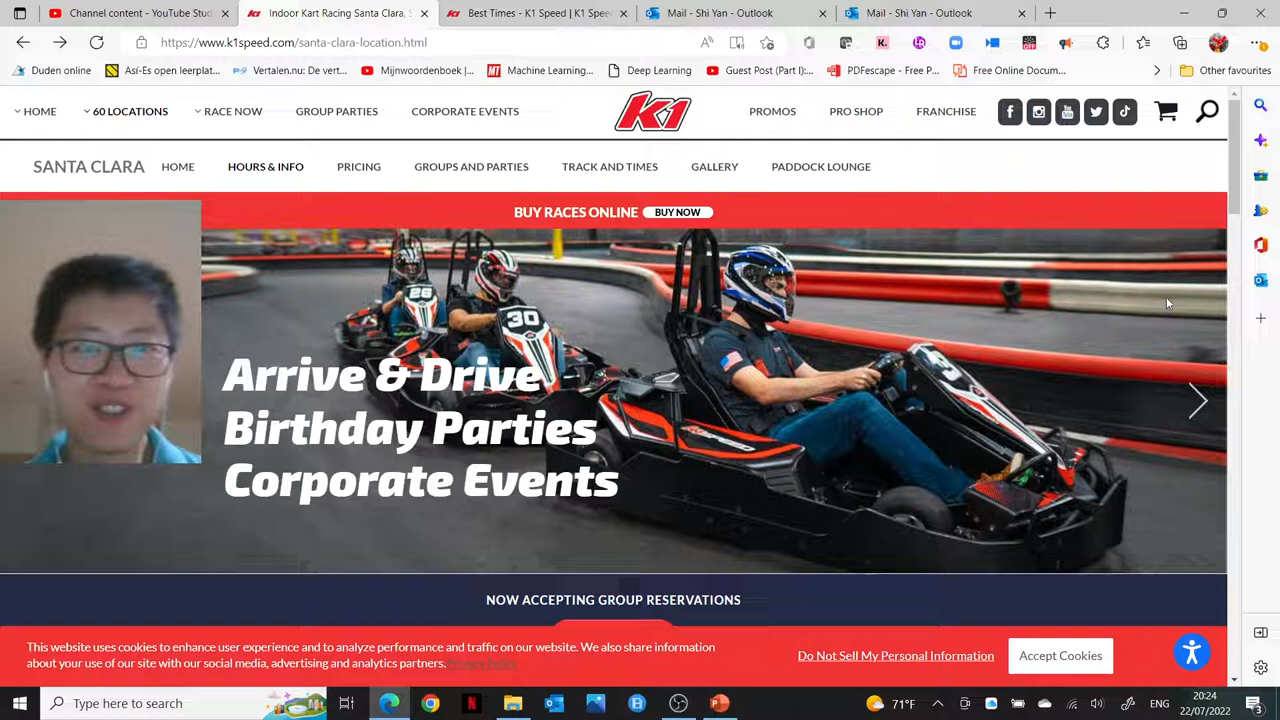 Channel content - YouTube Studio
Indoor Kart Racing Santa Clara, S
Best Times - K1 Speed | K1 Spee
Mail - Shi Yan - Outlook
Mail - Shi Yan - Outlook
https://www.k1speed.com/santa-clara-location.html
Duden online
Así-Es open leerplat...
Vertalen.nu: De vert...
Mijnwoordenboek |...
Machine Learning...
Deep Learning
Guest Post (Part I):...
PDFescape - Free P...
Free Online Docum...
Other favourites
HOME
60 LOCATIONS
RACE NOW
GROUP PARTIES
CORPORATE EVENTS
K1
PROMOS
PRO SHOP
FRANCHISE
SANTA CLARA
HOME
HOURS & INFO
PRICING
GROUPS AND PARTIES
TRACK AND TIMES
GALLERY
PADDOCK LOUNGE
BUY RACES ONLINE BUY NOW
26
30
Arrive & Drive
Birthday Parties
Corporate Events
NOW ACCEPTING GROUP RESERVATIONS
This website uses cookies to enhance user experience and to analyze performance and traffic on our website. We also share information
about your use of our site with our social media, advertising and analytics partners. Privacy Policy
Do Not Sell My Personal Information
Accept Cookies
Type here to search
71°F
ENG
20:24
22/07/2022